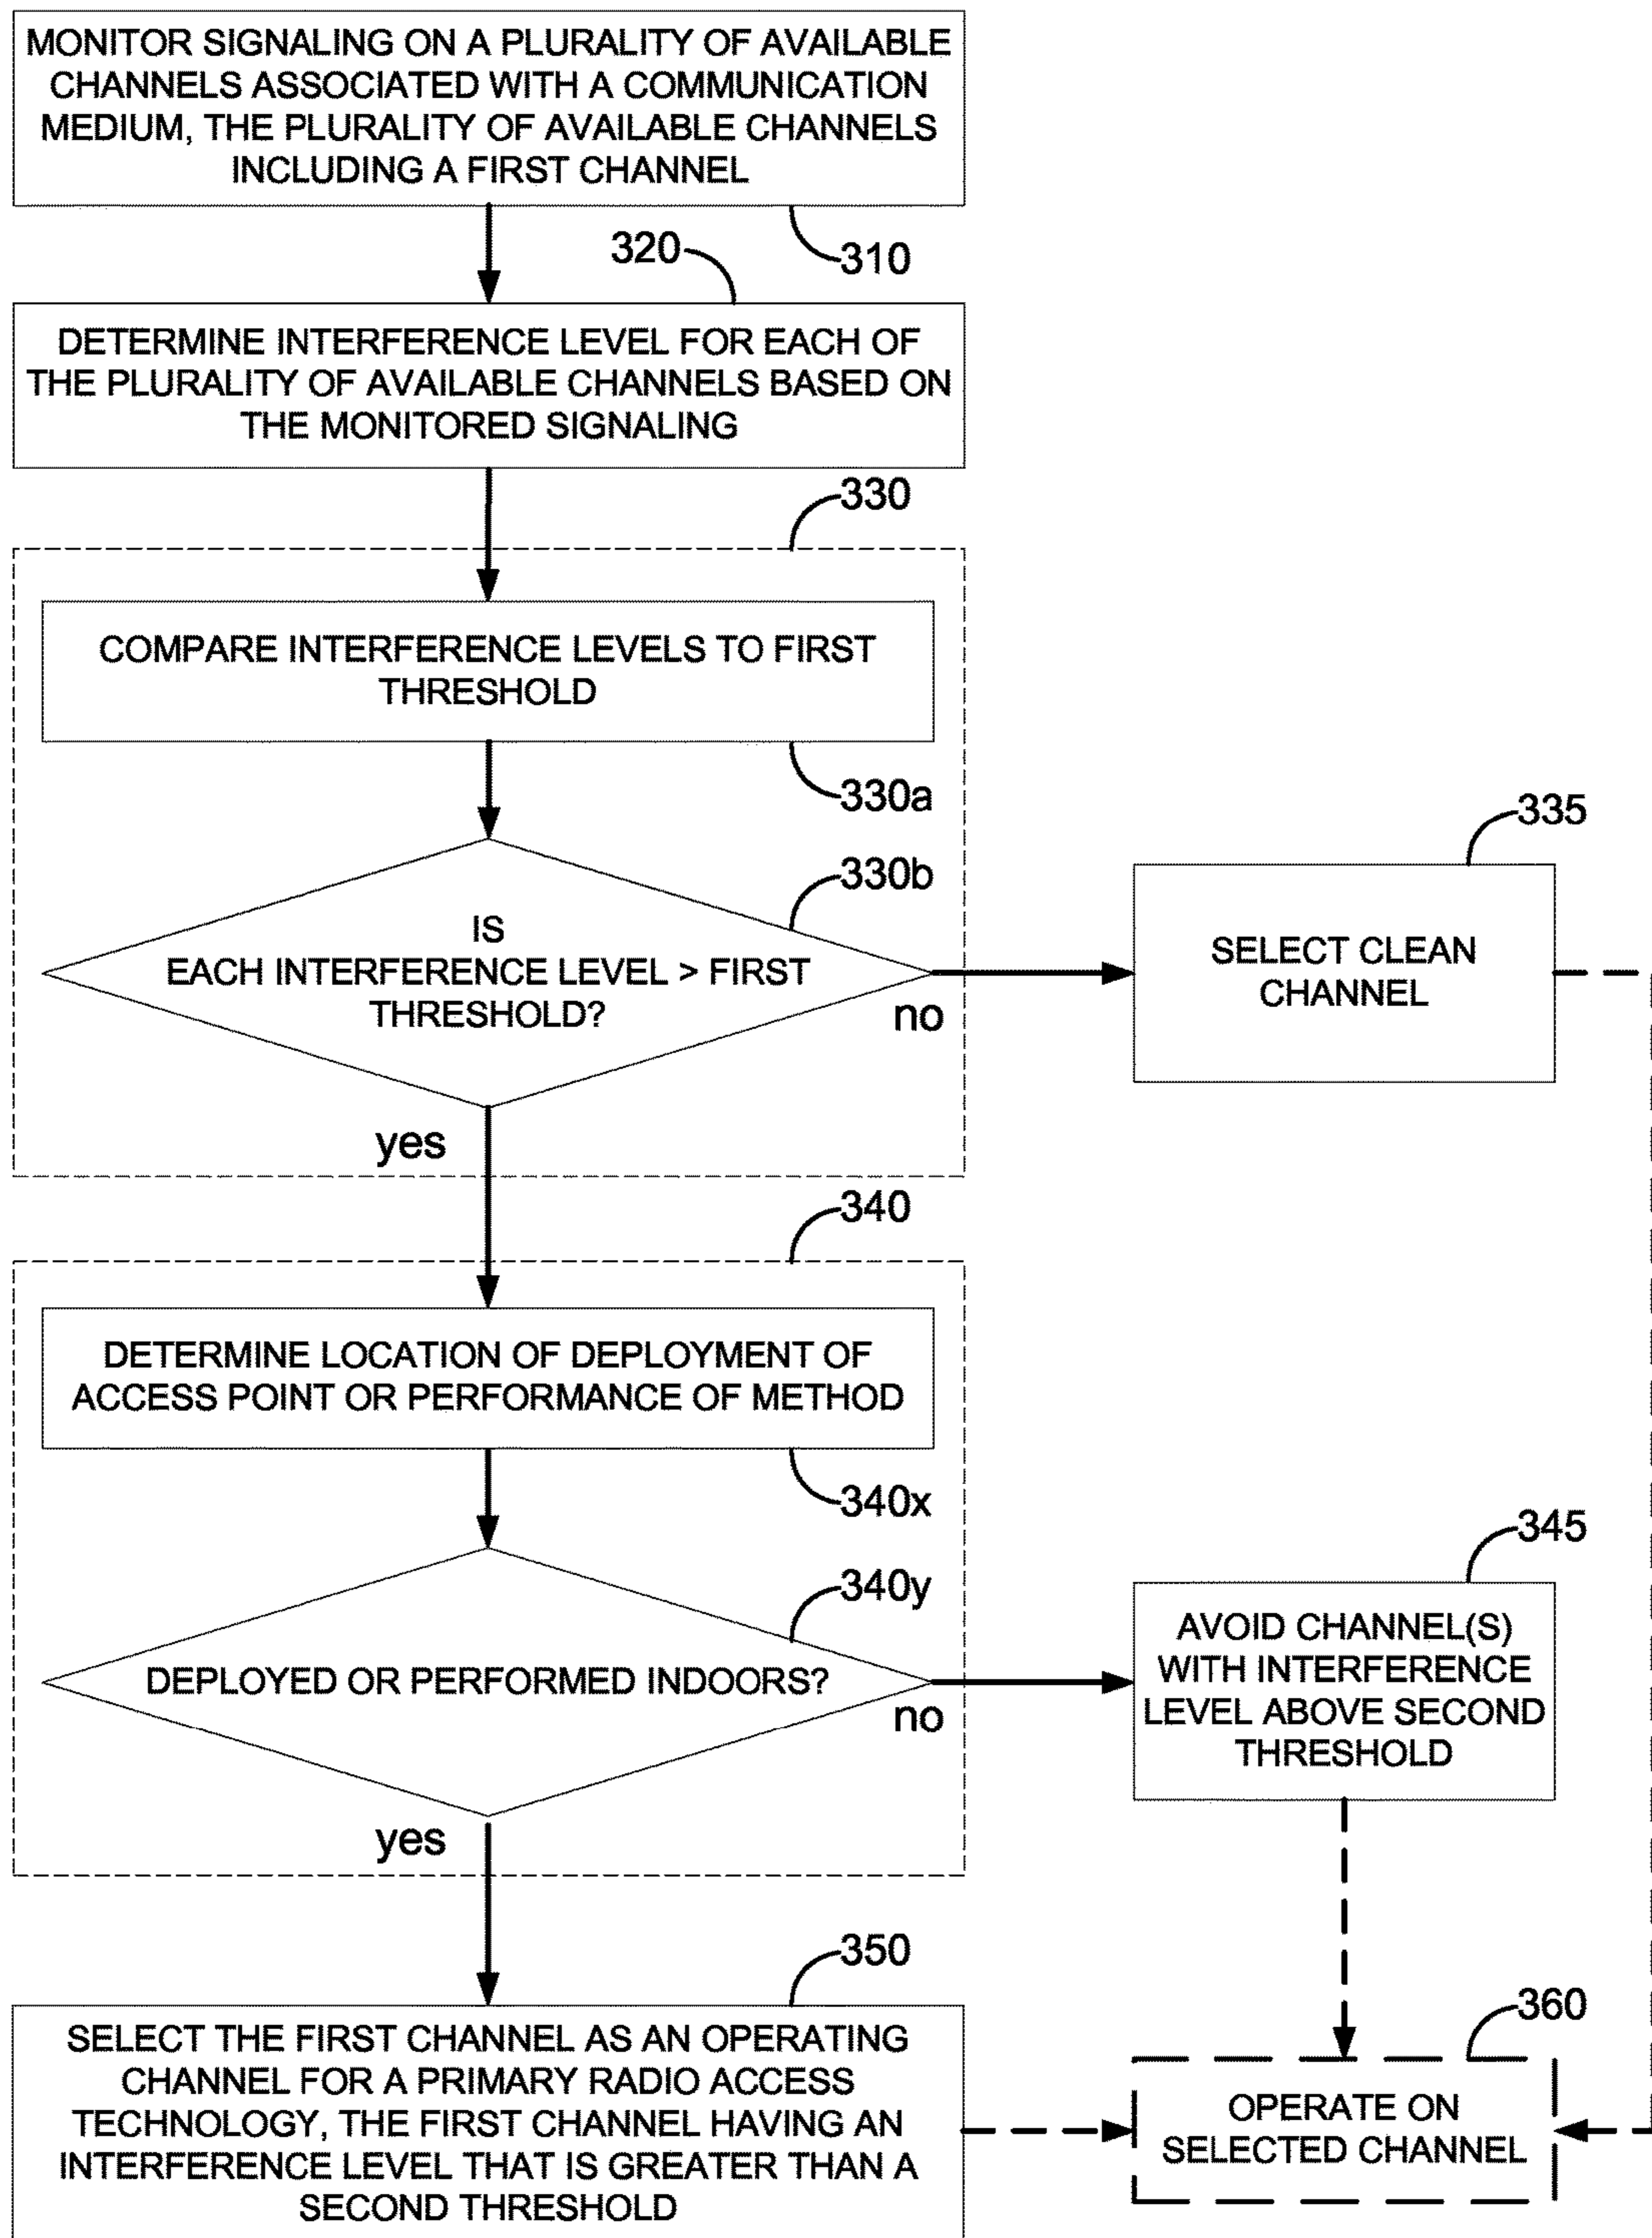 MONITOR SIGNALING ON A PLURALITY OF AVAILABLE
CHANNELS ASSOCIATED WITH A COMMUNICATION
MEDIUM, THE PLURALITY OF AVAILABLE CHANNELS
INCLUDING A FIRST CHANNEL
310
320
DETERMINE INTERFERENCE LEVEL FOR EACH OF
THE PLURALITY OF AVAILABLE CHANNELS BASED ON
THE MONITORED SIGNALING
330
COMPARE INTERFERENCE LEVELS TO FIRST
THRESHOLD
330a
330b
IS
EACH INTERFERENCE LEVEL > FIRST
THRESHOLD?
no
yes
335
SELECT CLEAN
CHANNEL
340
DETERMINE LOCATION OF DEPLOYMENT OF
ACCESS POINT OR PERFORMANCE OF METHOD
340x
340y
DEPLOYED OR PERFORMED INDOORS?
no
yes
345
AVOID CHANNEL(S)
WITH INTERFERENCE
LEVEL ABOVE SECOND
THRESHOLD
350
SELECT THE FIRST CHANNEL AS AN OPERATING
CHANNEL FOR A PRIMARY RADIO ACCESS
TECHNOLOGY, THE FIRST CHANNEL HAVING AN
INTERFERENCE LEVEL THAT IS GREATER THAN A
SECOND THRESHOLD
360
OPERATE ON
SELECTED CHANNEL